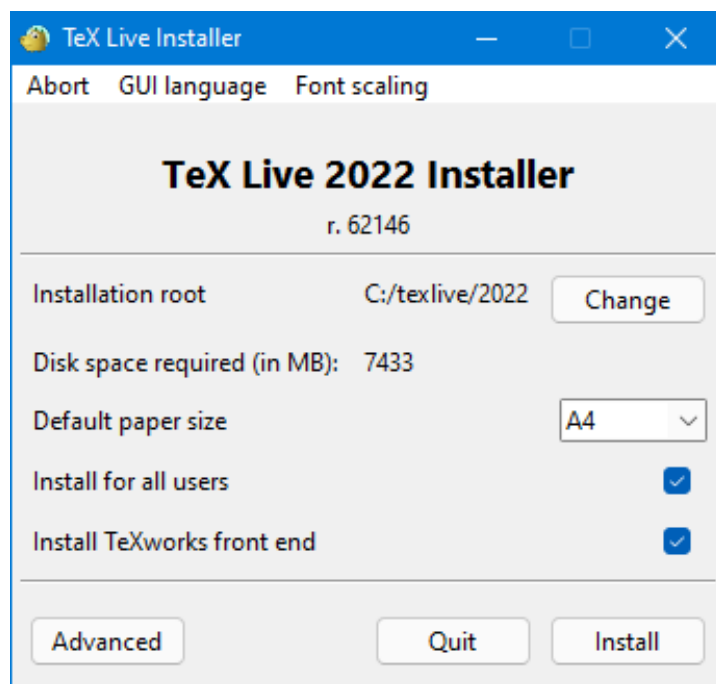 TeX Live Installer
Abort GUI language Font scaling
TeX Live 2022 Installer
r. 62146
Installation root C:/texlive/2022 Change
Disk space required (in MB): 7433
Default paper size A4
Install for all users
Install TeXworks front end
Advanced Quit Install